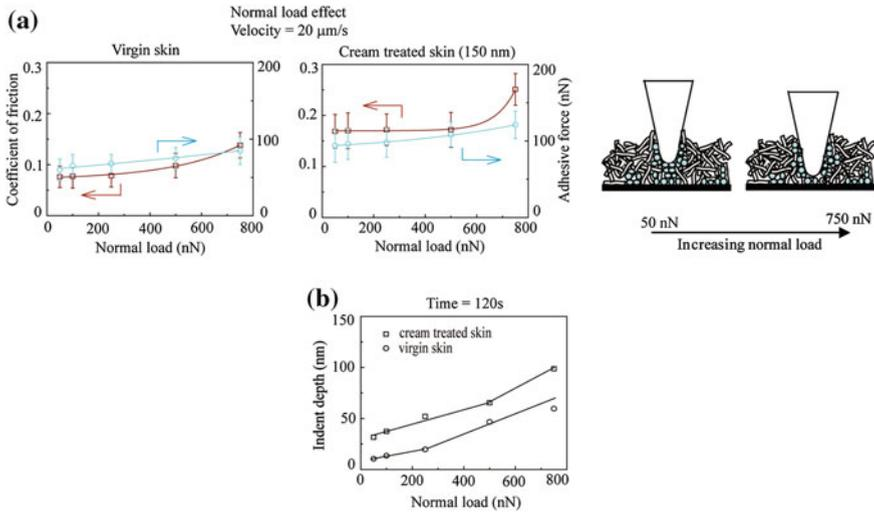 (a)
Normal load effect
Velocity = 20 μm/s
Virgin skin
Cream treated skin (150 nm)
0.3
0.2
0.1
0
200
100
0
0.3
0.2
0.1
0
200
100
0
Coefficient of friction
Adhesive force (nN)
0 200 400 600 800
0 200 400 600 800
Normal load (nN)
Normal load (nN)
50 nN
750 nN
Increasing normal load
(b)
Time = 120s
150
100
50
0
Indent depth (nm)
cream treated skin
virgin skin
0 200 400 600 800
Normal load (nN)